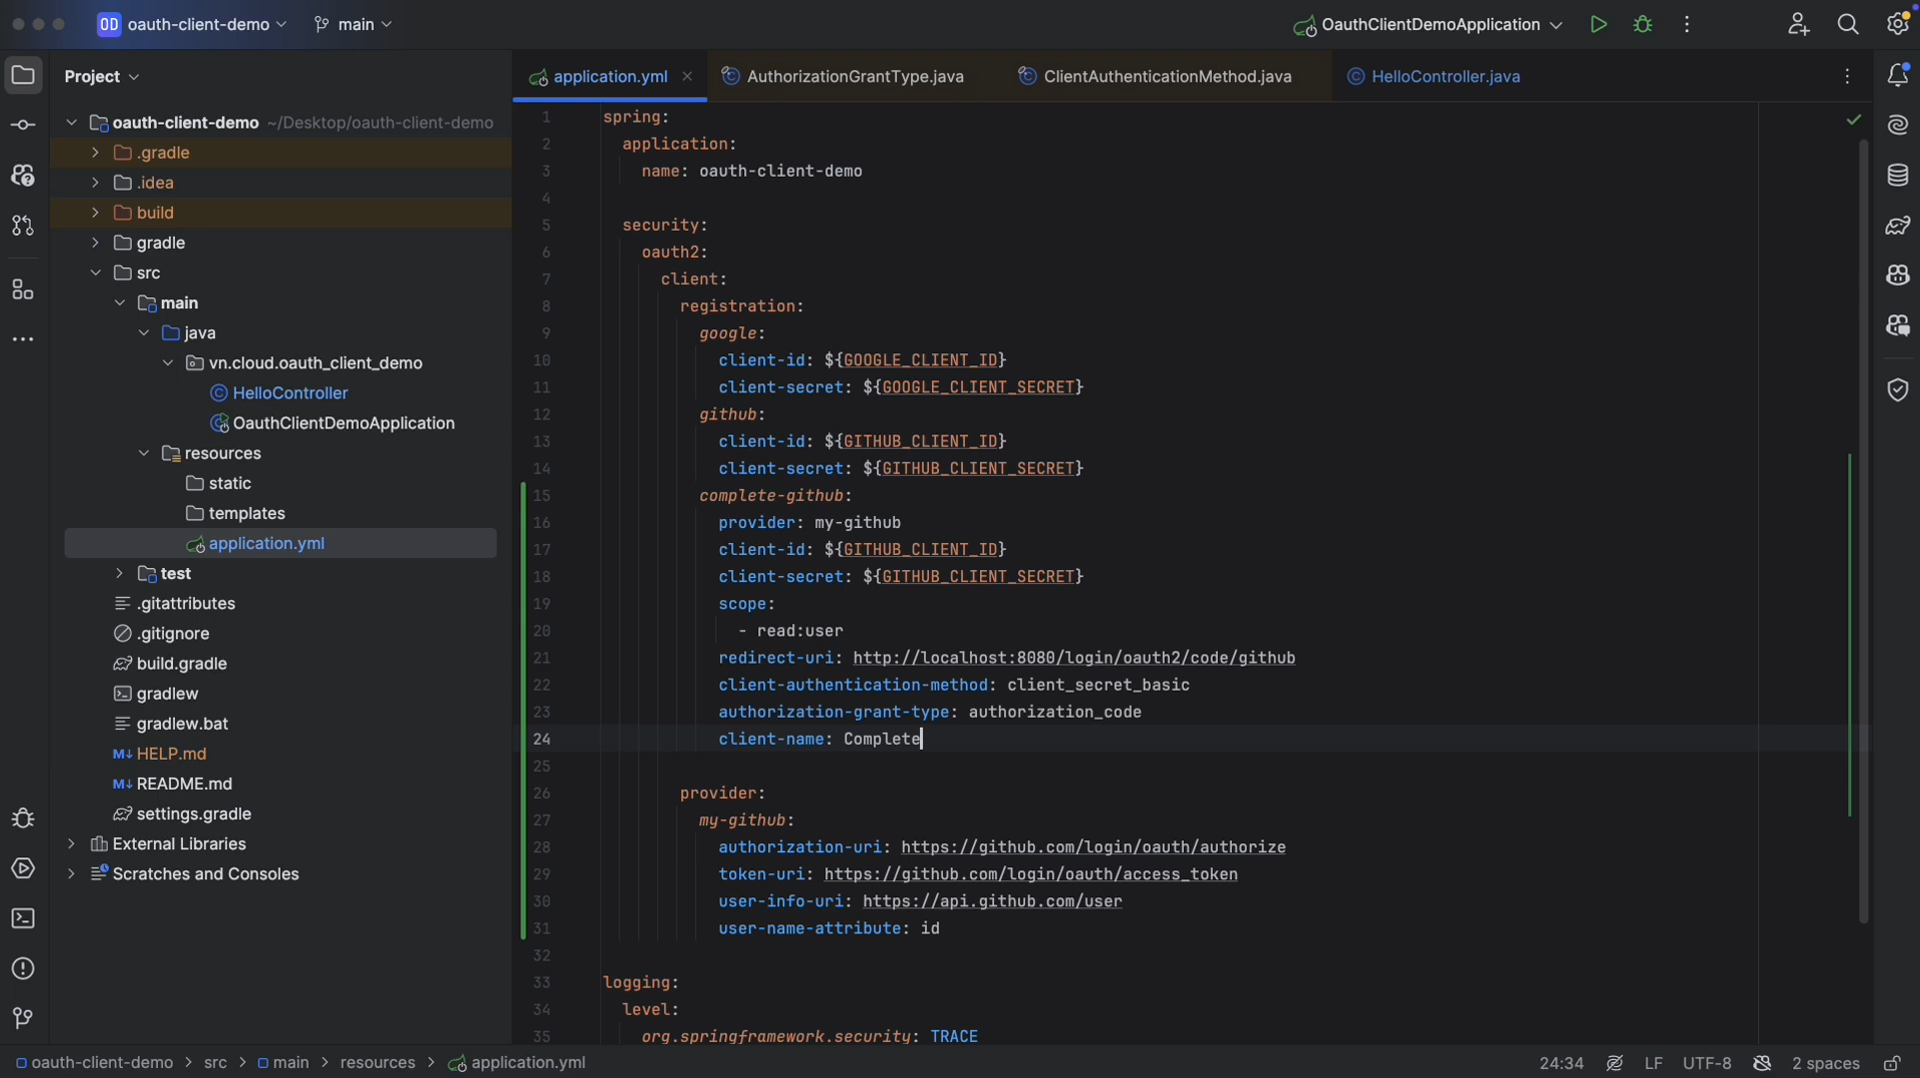 OD oauth-client-demo main OauthClientDemoApplication
Project
oauth-client-demo ~/Desktop/oauth-client-demo
.gradle
.idea
build
gradle
src
main
java
vn.cloud.oauth_client_demo
HelloController
OauthClientDemoApplication
resources
static
templates
application.yml
test
.gitattributes
.gitignore
build.gradle
gradlew
gradlew.bat
M↓ HELP.md
M↓ README.md
settings.gradle
External Libraries
Scratches and Consoles
application.yml AuthorizationGrantType.java ClientAuthenticationMethod.java HelloController.java
1 spring:
2 application:
3 name: oauth-client-demo
4
5 security:
6 oauth2:
7 client:
8 registration:
9 google:
10 client-id: ${GOOGLE_CLIENT_ID}
11 client-secret: ${GOOGLE_CLIENT_SECRET}
12 github:
13 client-id: ${GITHUB_CLIENT_ID}
14 client-secret: ${GITHUB_CLIENT_SECRET}
15 complete-github:
16 provider: my-github
17 client-id: ${GITHUB_CLIENT_ID}
18 client-secret: ${GITHUB_CLIENT_SECRET}
19 scope:
20 - read:user
21 redirect-uri: http://localhost:8080/login/oauth2/code/github
22 client-authentication-method: client_secret_basic
23 authorization-grant-type: authorization_code
24 client-name: Complete
25
26 provider:
27 my-github:
28 authorization-uri: https://github.com/login/oauth/authorize
29 token-uri: https://github.com/login/oauth/access_token
30 user-info-uri: https://api.github.com/user
31 user-name-attribute: id
32
33 logging:
34 level:
35 org.springframework.security: TRACE
oauth-client-demo > src > main > resources > application.yml 24:34 LF UTF-8 2 spaces